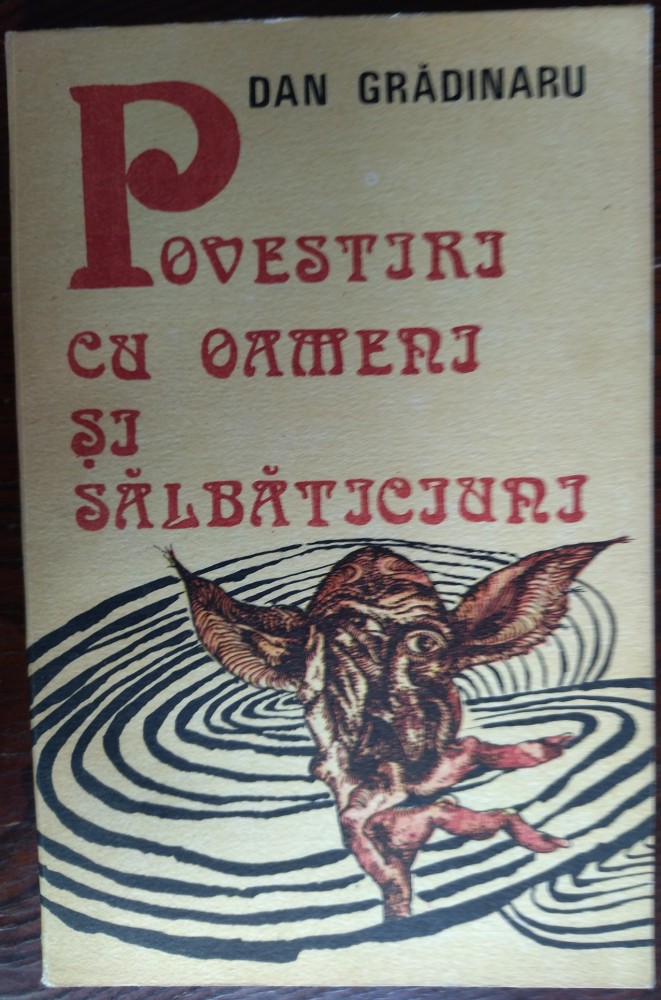 DAN GRĂDINARU
POVESTIRI
CU OAMENI
ȘI
SĂLBĂTICIUNI